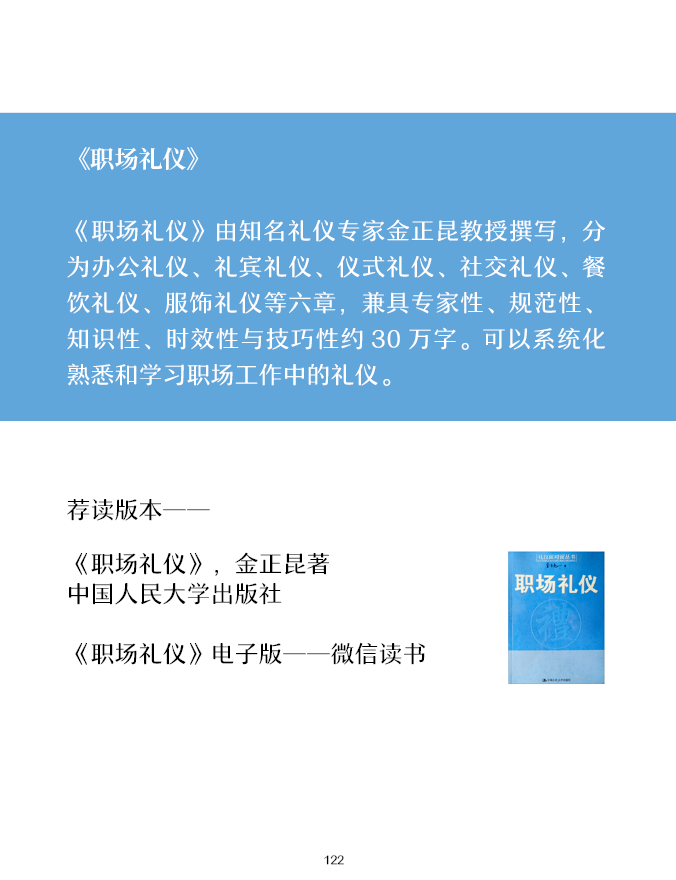 《职场礼仪》
《职场礼仪》由知名礼仪专家金正昆教授撰写，分
为办公礼仪、礼宾礼仪、仪式礼仪、社交礼仪、餐
饮礼仪、服饰礼仪等六章，兼具专家性、规范性、
知识性、时效性与技巧性约 30 万字。可以系统化
熟悉和学习职场工作中的礼仪。
荐读版本——
《职场礼仪》，金正昆著
中国人民大学出版社
职场礼仪
禮
《职场礼仪》电子版——微信读书
122